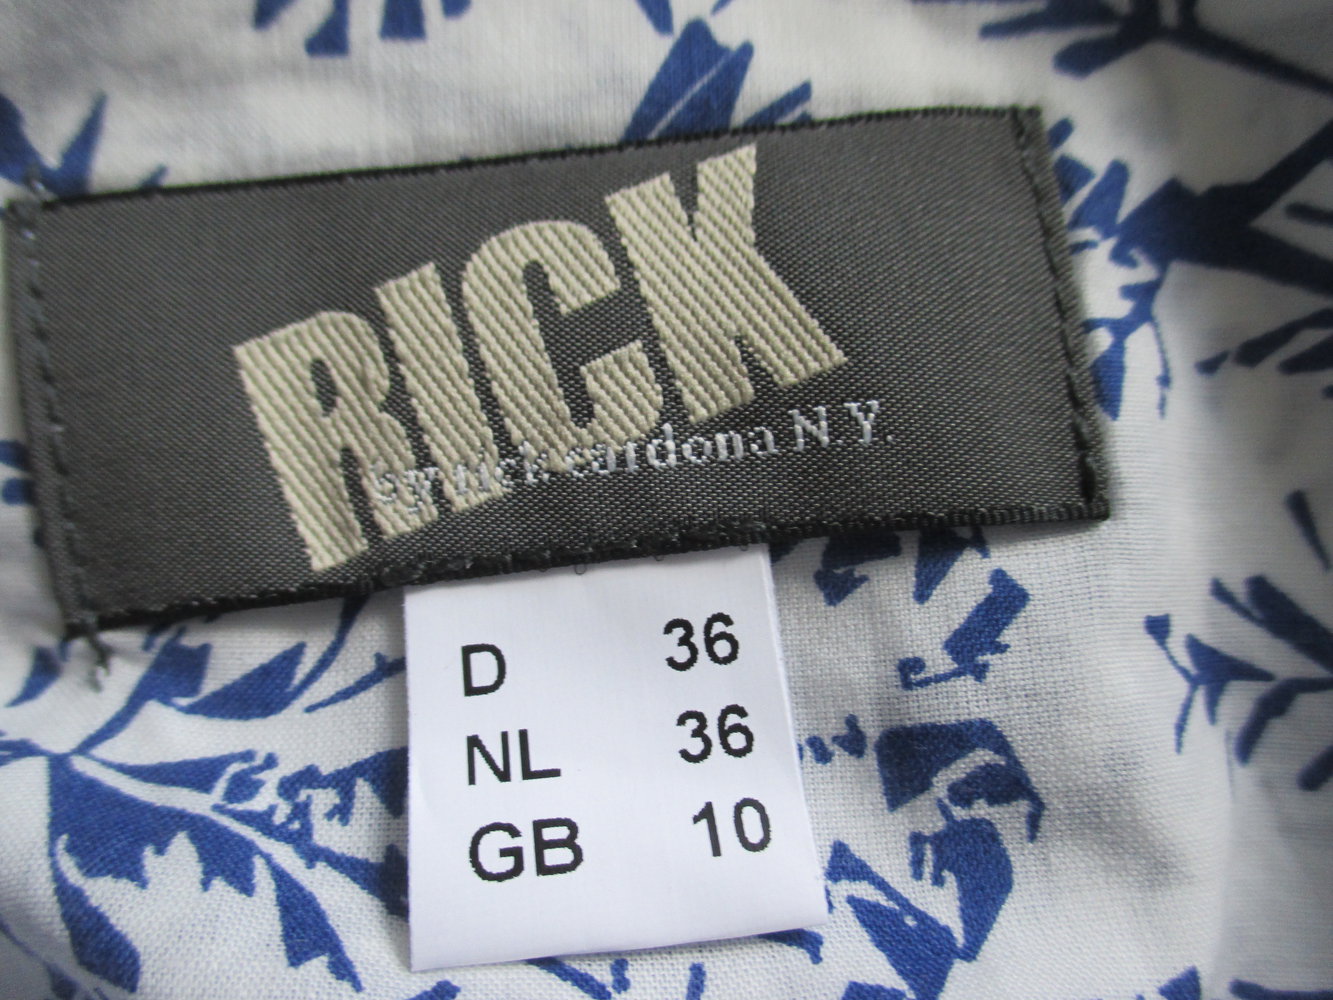 RICK
by rick cardona N.Y.
D 36
NL 36
GB 10